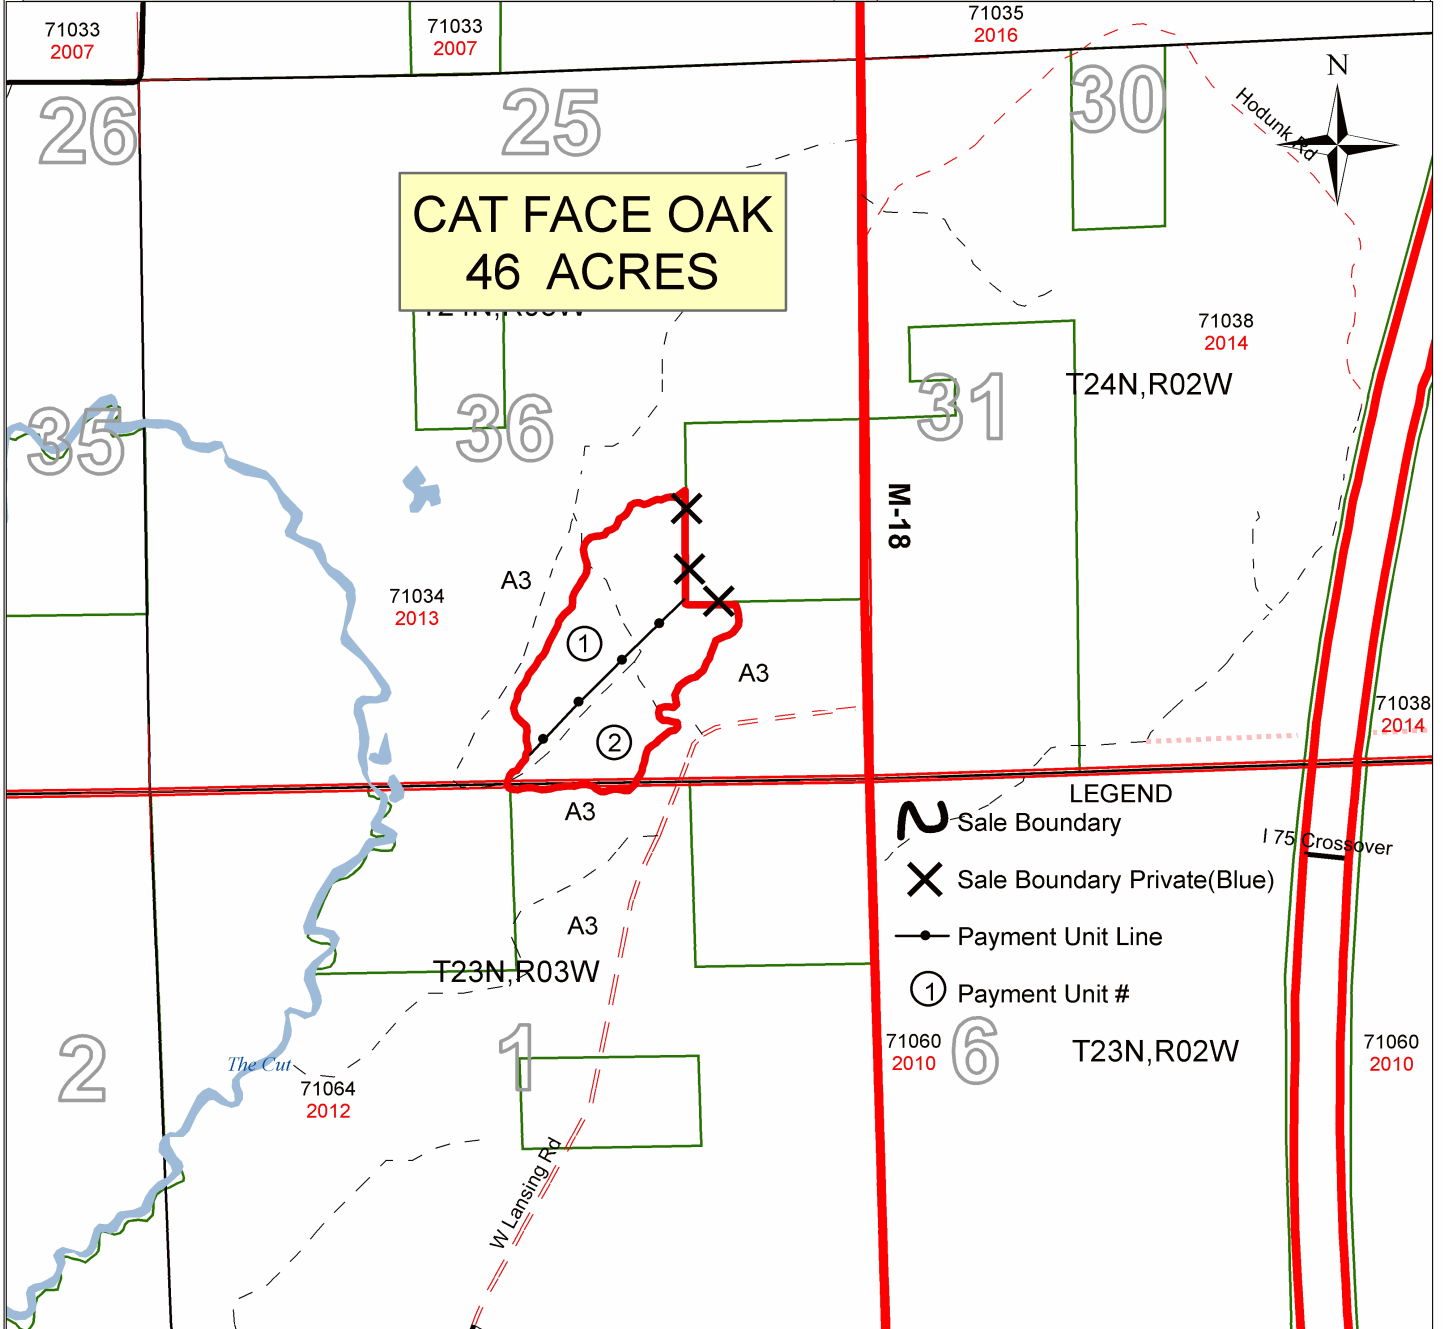 71033
2007
71033
2007
71035
2016
N
26
25
30
Hodunk Rd
CAT FACE OAK
46 ACRES
71038
2014
T24N,R02W
35
36
31
M-18
A3
71034
2013
1
A3
2
71038
2014
A3
LEGEND
Sale Boundary
I 75 Crossover
Sale Boundary Private(Blue)
A3
Payment Unit Line
T23N,R03W
1
Payment Unit #
2
The Cut
71064
2012
1
71060
2010
6
T23N,R02W
71060
2010
W Lansing Rd